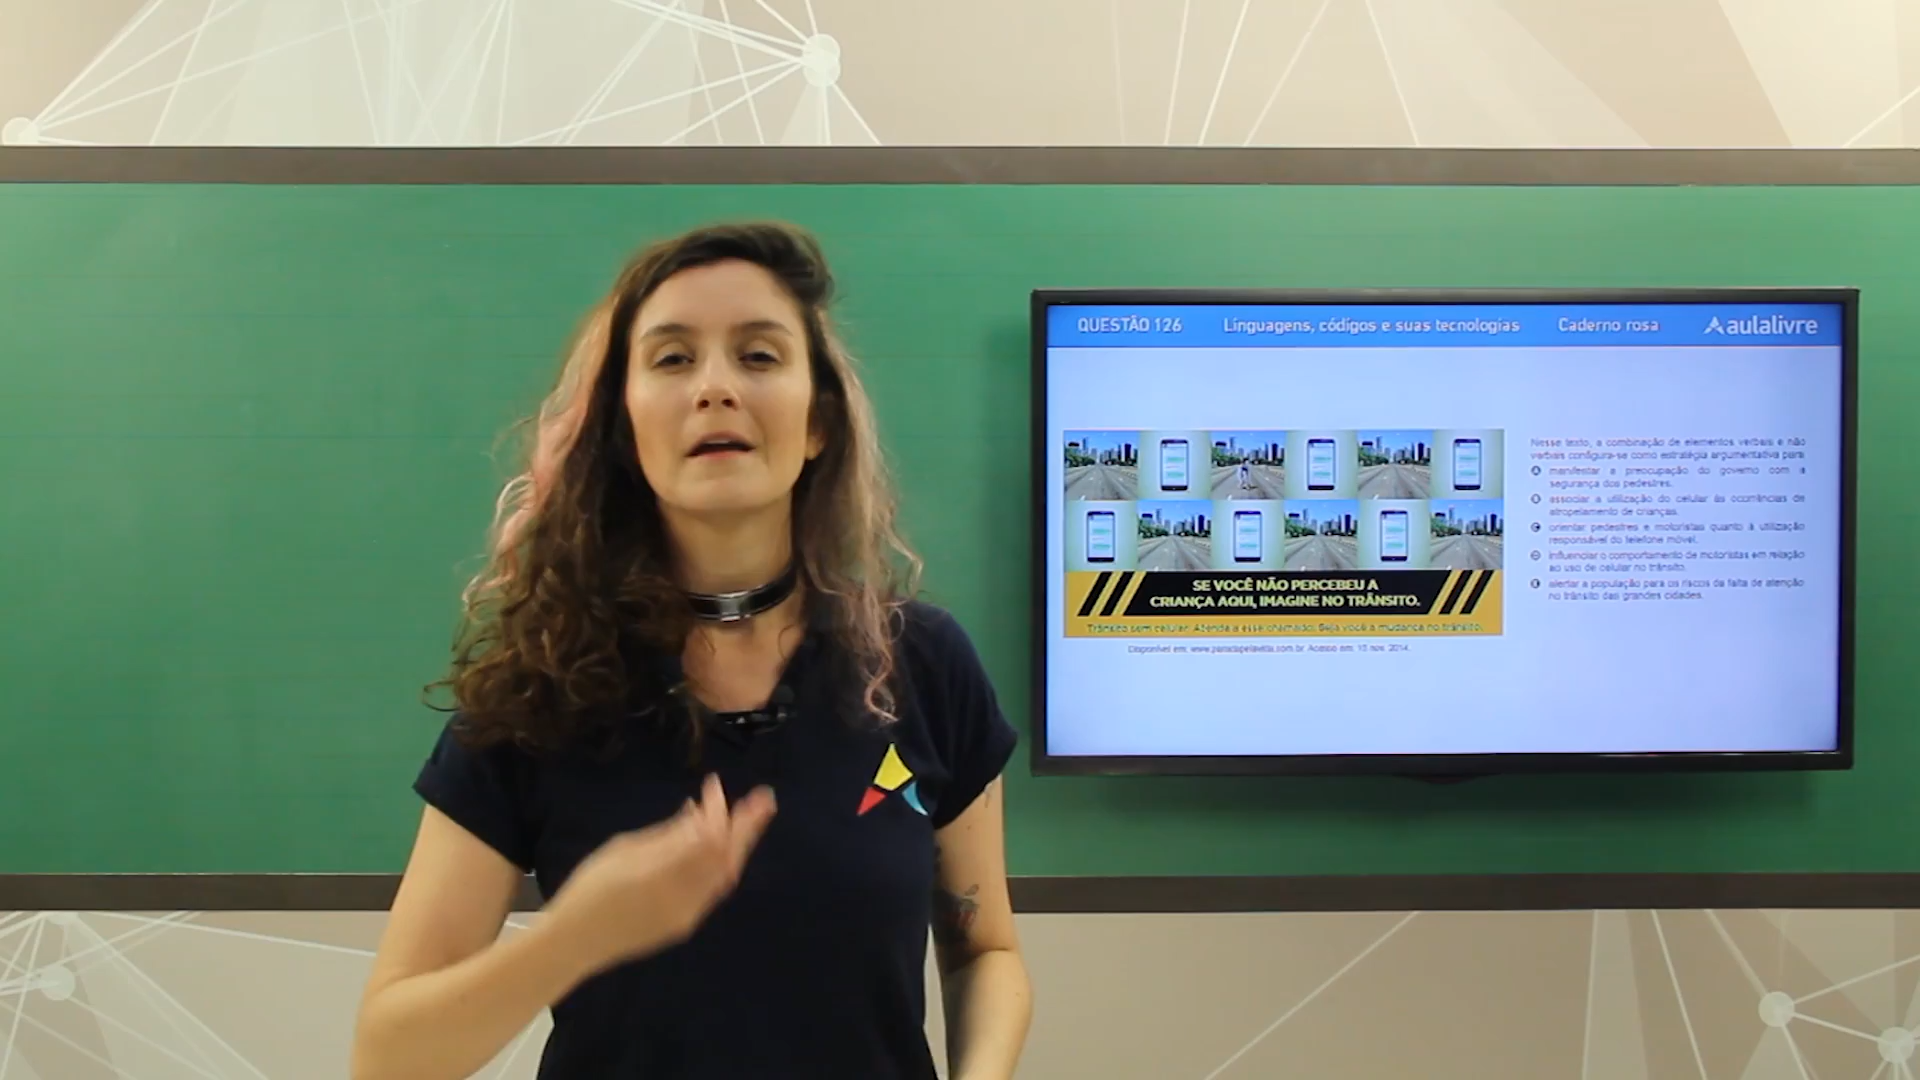 QUESTÃO 126 Linguagens, códigos e suas tecnologias Caderno rosa aulalivre
SE VOCÊ NÃO PERCEBEU A
CRIANÇA AQUI, IMAGINE NO TRÂNSITO.
Trânsito sem celular. Atenda a esse chamado. Seja você a mudança no trânsito.
Disponível em: www.paradapelavida.com.br. Acesso em: 15 nov. 2014.
Nesse texto, a combinação de elementos verbais e não
verbais configura-se como estratégia argumentativa para
A manifestar a preocupação do governo com a
segurança dos pedestres.
B associar a utilização do celular às ocorrências de
atropelamento de crianças.
C orientar pedestres e motoristas quanto à utilização
responsável do telefone móvel.
D influenciar o comportamento de motoristas em relação
ao uso de celular no trânsito.
E alertar a população para os riscos da falta de atenção
no trânsito das grandes cidades.